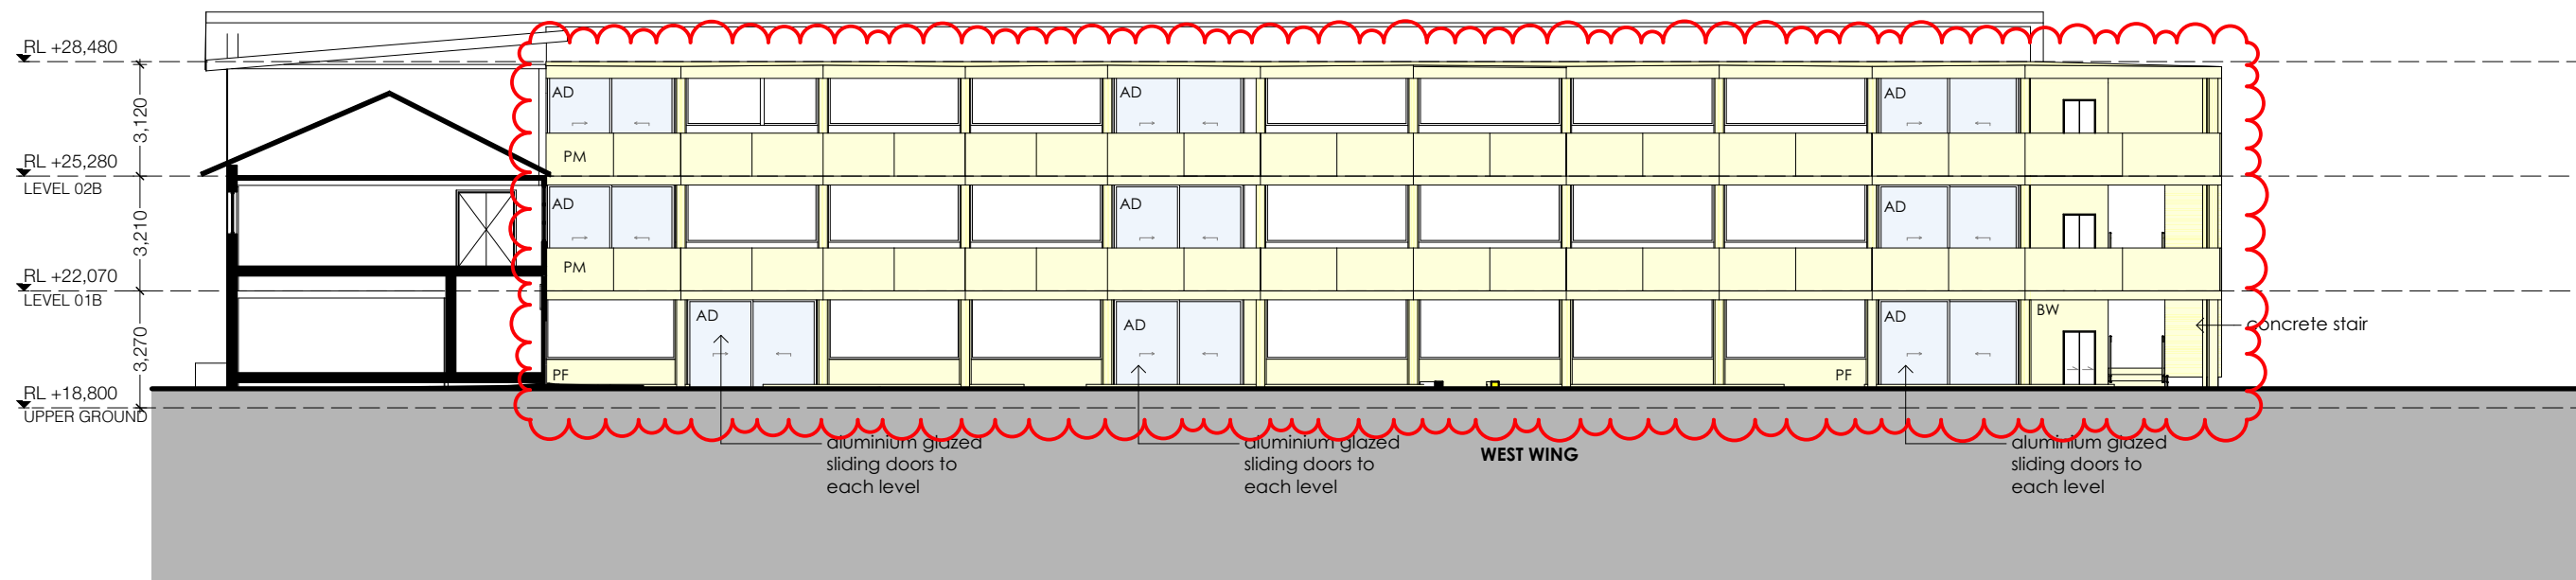 RL +28,480
3,120
RL +25,280
LEVEL 02B
3,210
RL +22,070
LEVEL 01B
3,270
RL +18,800
UPPER GROUND
AD
AD
AD
PM
AD
AD
AD
PM
AD
AD
AD
BW
PF
PF
concrete stair
aluminium glazed
sliding doors to
each level
aluminium glazed
sliding doors to
each level
WEST WING
aluminium glazed
sliding doors to
each level